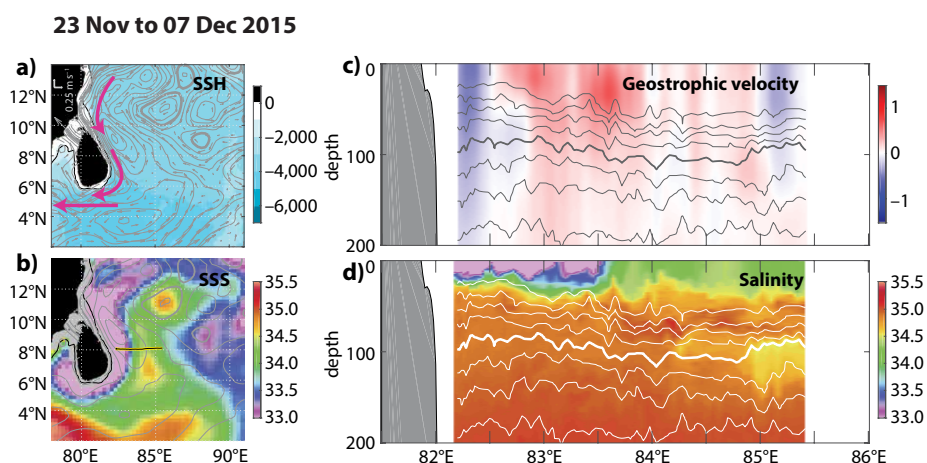 23 Nov to 07 Dec 2015
a)
SSH
0.25 m s⁻¹
12°N
10°N
8°N
6°N
4°N
0
−2,000
−4,000
−6,000
b)
SSS
12°N
10°N
8°N
6°N
4°N
80°E 85°E 90°E
35.5
35.0
34.5
34.0
33.5
33.0
c)
Geostrophic velocity
depth
0
100
200
1
0
−1
d)
Salinity
depth
0
100
200
82°E 83°E 84°E 85°E 86°E
35.5
35.0
34.5
34.0
33.5
33.0